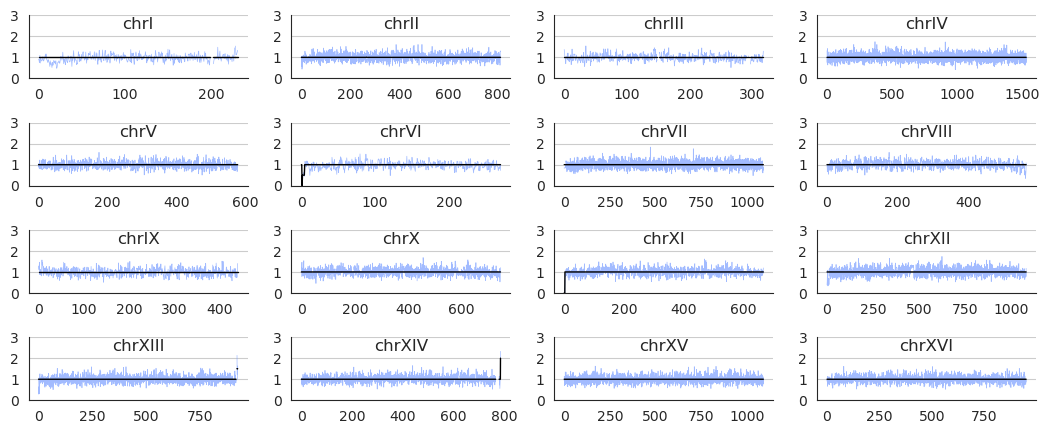 chrI chrII chrIII chrIV
3 3 3 3
2 2 2 2
1 1 1 1
0 0 0 0
0 100 200 0 200 400 600 800 0 100 200 300 0 500 1000 1500
chrV chrVI chrVII chrVIII
3 3 3 3
2 2 2 2
1 1 1 1
0 0 0 0
0 200 400 600 0 100 200 0 250 500 750 1000 0 200 400
chrIX chrX chrXI chrXII
3 3 3 3
2 2 2 2
1 1 1 1
0 0 0 0
0 100 200 300 400 0 200 400 600 0 200 400 600 0 250 500 750 1000
chrXIII chrXIV chrXV chrXVI
3 3 3 3
2 2 2 2
1 1 1 1
0 0 0 0
0 250 500 750 0 200 400 600 800 0 250 500 750 1000 0 250 500 750